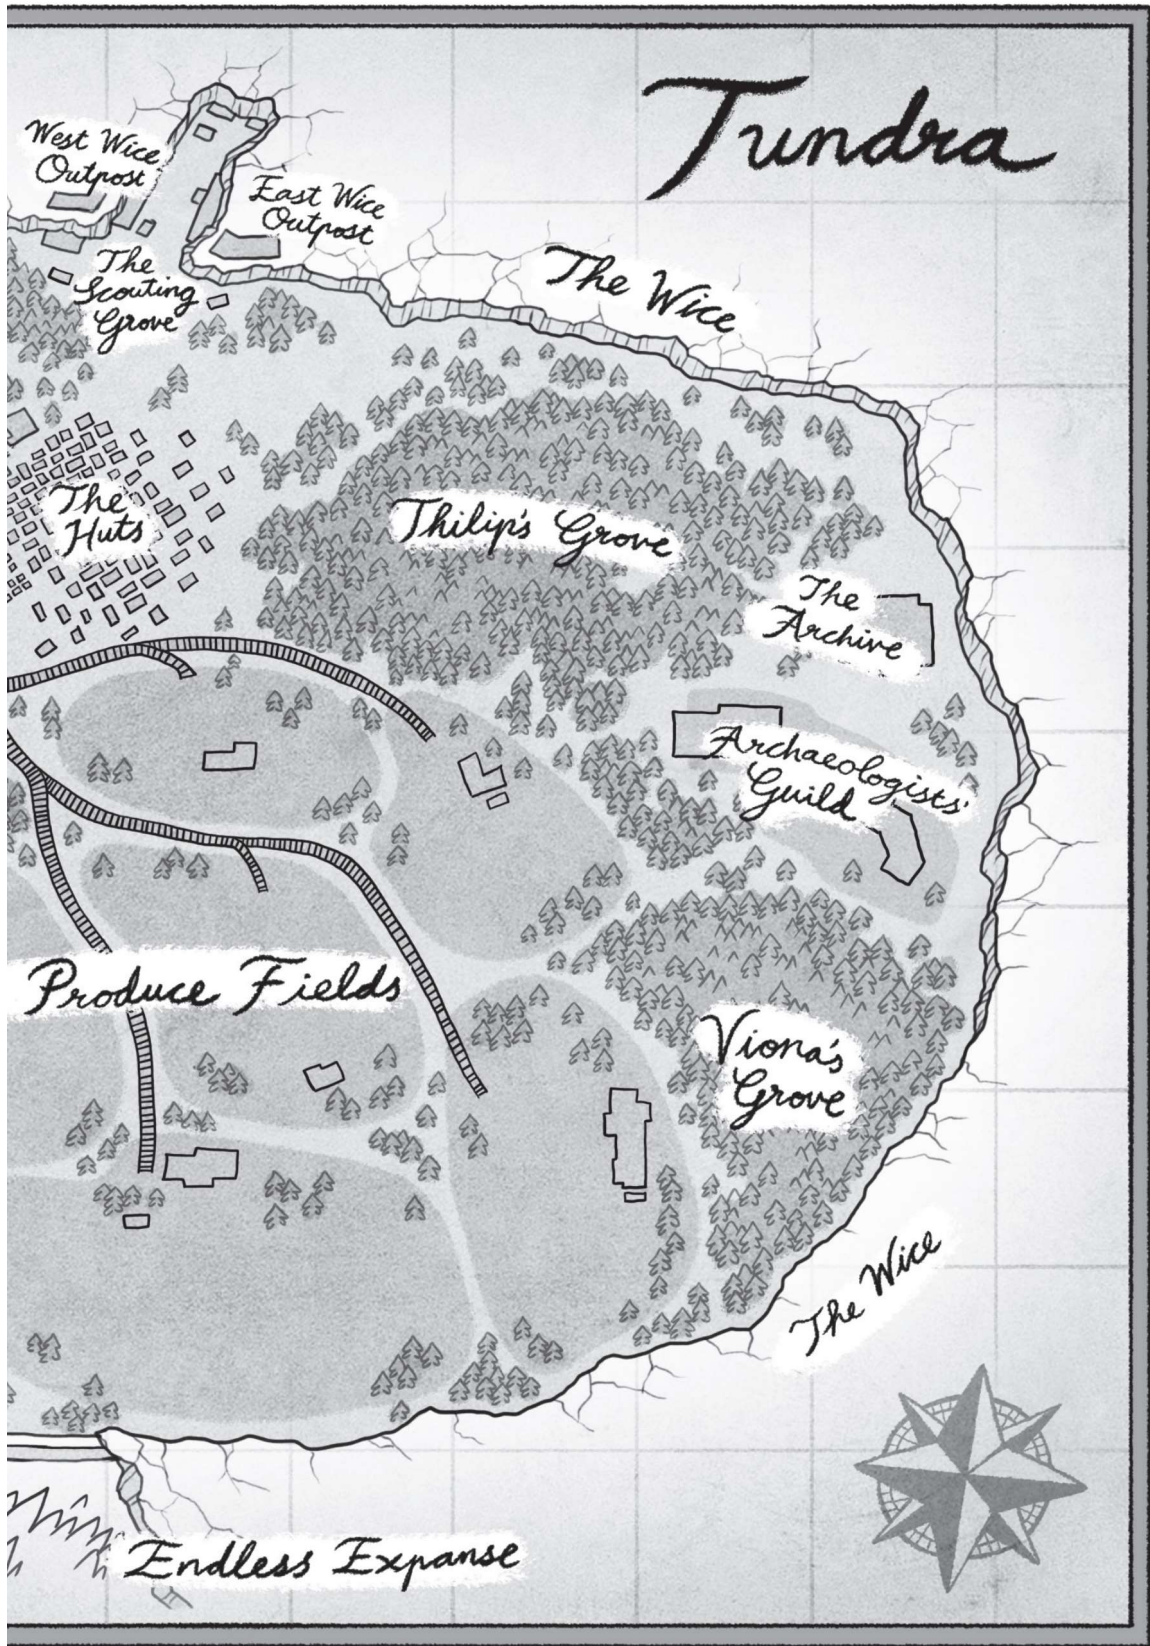 Tundra
West Wice
Outpost
East Wice
Outpost
The
Scouting
Grove
The Wice
The
Huts
Thilip's Grove
The
Archive
Archaeologists'
Guild
Produce Fields
Viona's
Grove
The Wice
Endless Expanse